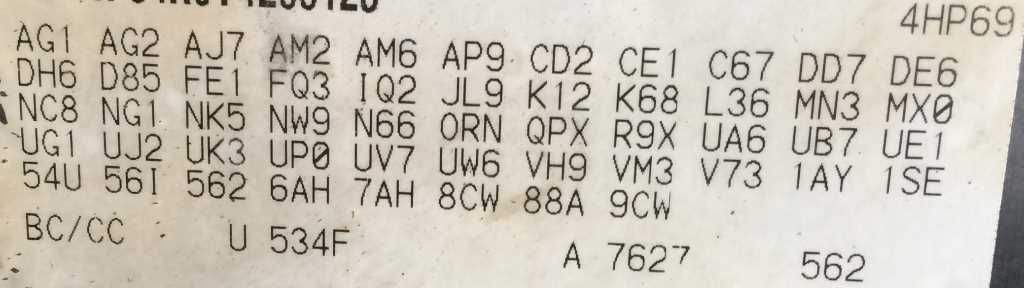 4HP69
AG1 AG2 AJ7 AM2 AM6 AP9 CD2 CE1 C67 DD7 DE6
DH6 D85 FE1 FQ3 IQ2 JL9 K12 K68 L36 MN3 MX0
NC8 NG1 NK5 NW9 N66 ORN QPX R9X UA6 UB7 UE1
UG1 UJ2 UK3 UP0 UV7 UW6 VH9 VM3 V73 1AY 1SE
54U 56I 562 6AH 7AH 8CW 88A 9CW
BC/CC U 534F A 7627 562